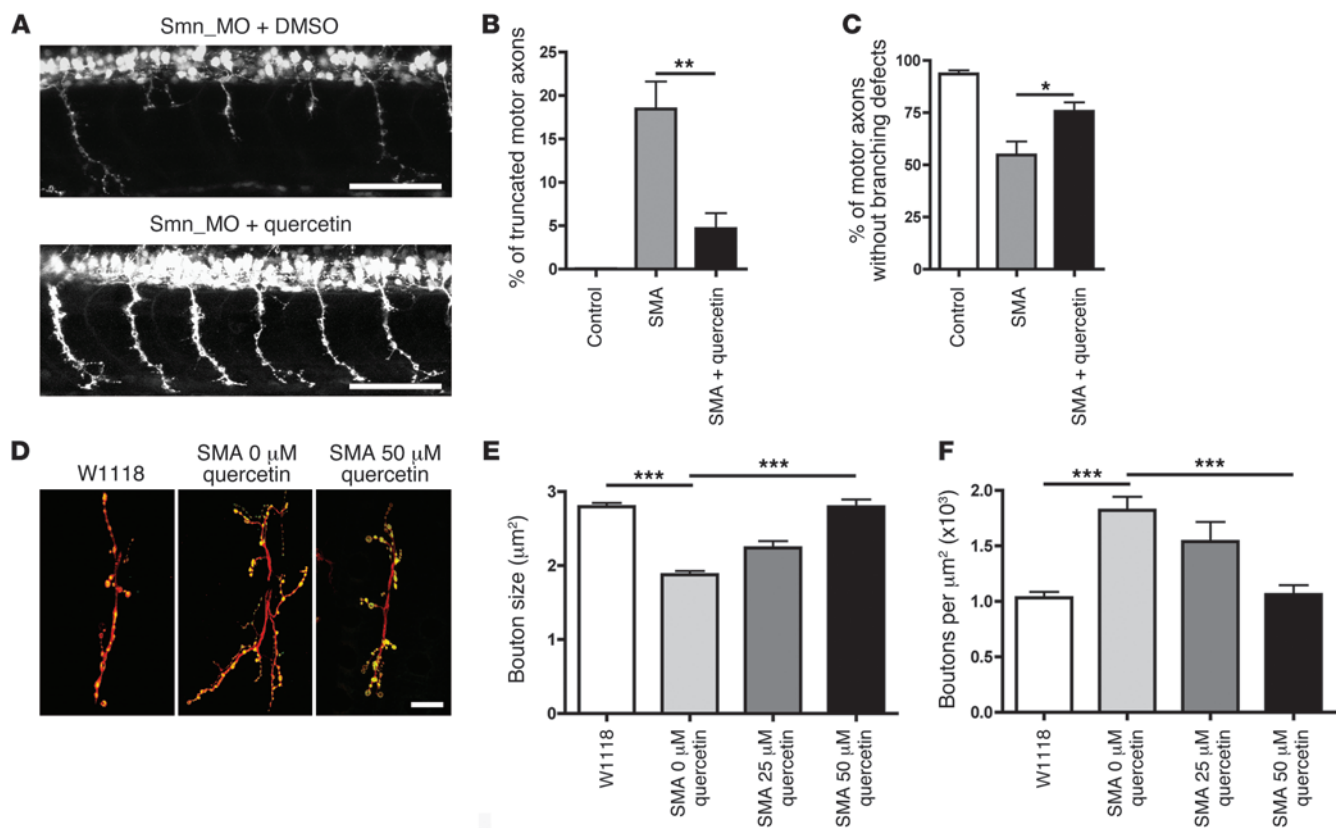 A
Smn_MO + DMSO
Smn_MO + quercetin
B
% of truncated motor axons
25
20
15
10
5
0
**
Control
SMA
SMA + quercetin
C
% of motor axons
without branching defects
100
75
50
25
0
*
Control
SMA
SMA + quercetin
D
W1118
SMA 0 μM
quercetin
SMA 50 μM
quercetin
E
Bouton size (μm²)
3
2
1
0
***
***
W1118
SMA 0 μM
quercetin
SMA 25 μM
quercetin
SMA 50 μM
quercetin
F
Boutons per μm² (x10³)
2.0
1.5
1.0
0.5
0.0
***
***
W1118
SMA 0 μM
quercetin
SMA 25 μM
quercetin
SMA 50 μM
quercetin